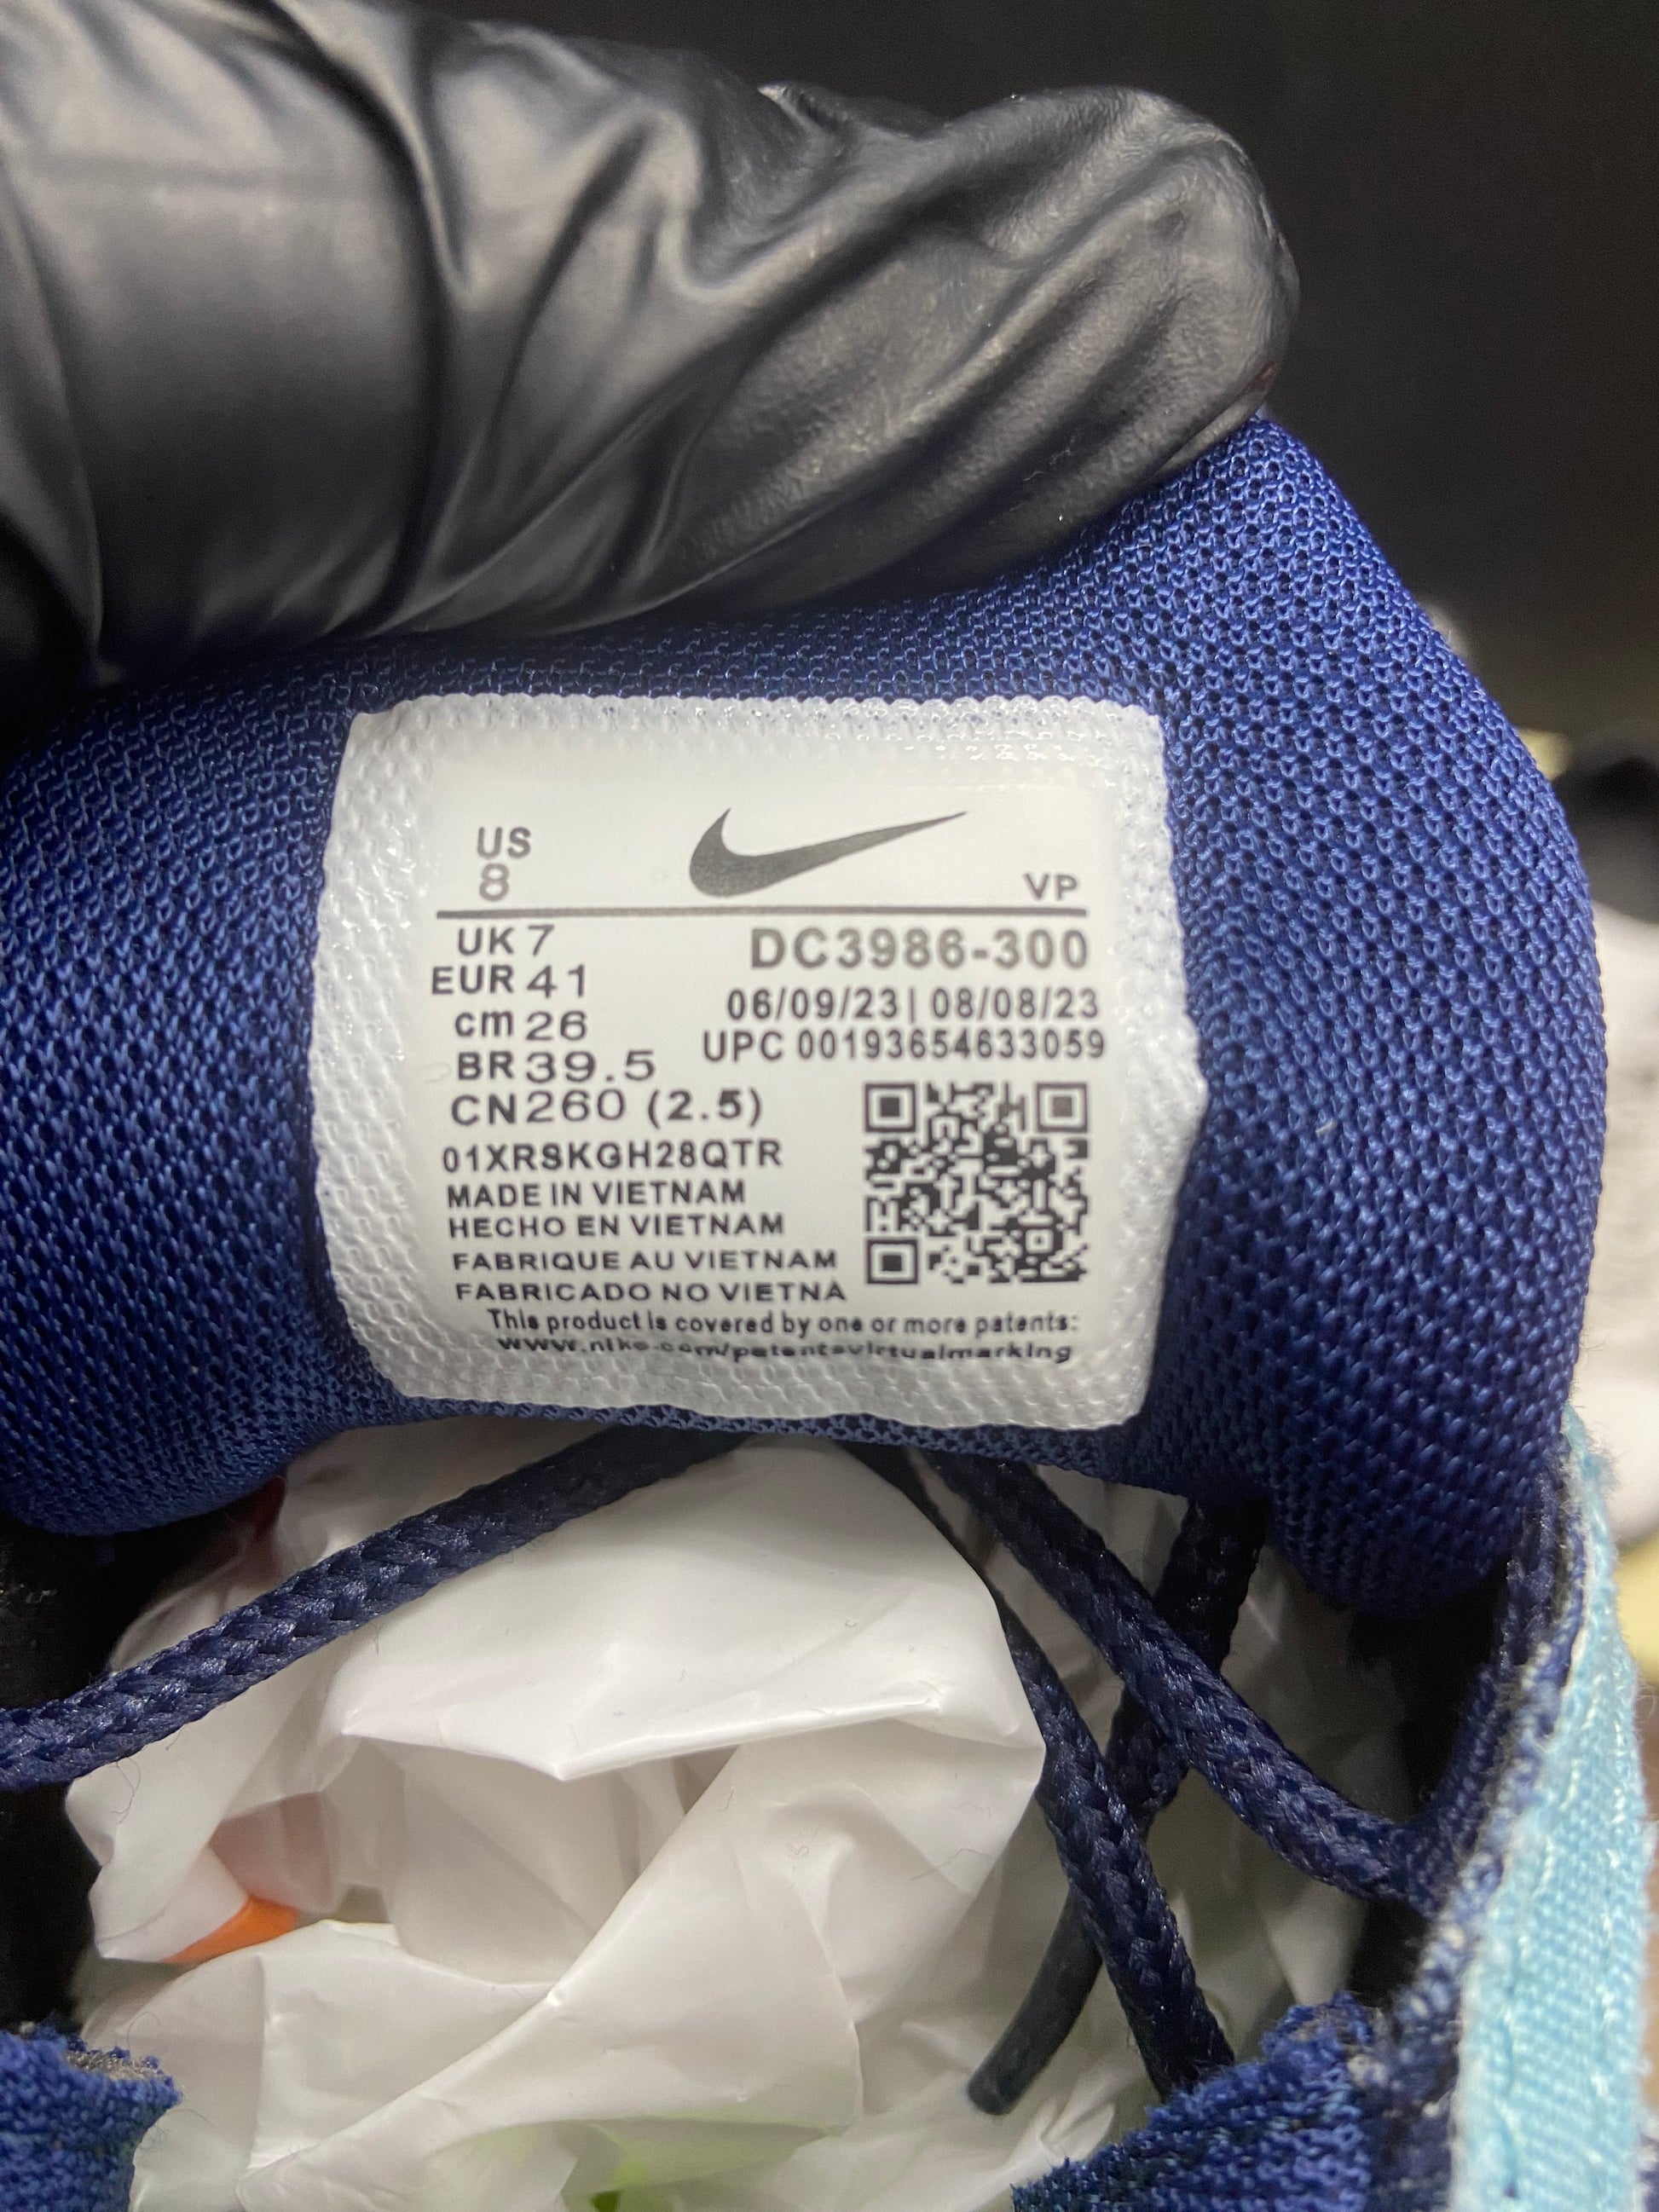 US
8
VP
UK 7
EUR 41
cm 26
BR 39.5
CN 260 (2.5)
DC3986-300
06/09/23 | 08/08/23
UPC 00193654633059
01XRSKGH28QTR
MADE IN VIETNAM
HECHO EN VIETNAM
FABRIQUE AU VIETNAM
FABRICADO NO VIETNÃ
This product is covered by one or more patents:
www.nike.com/patentsvirtualmarking